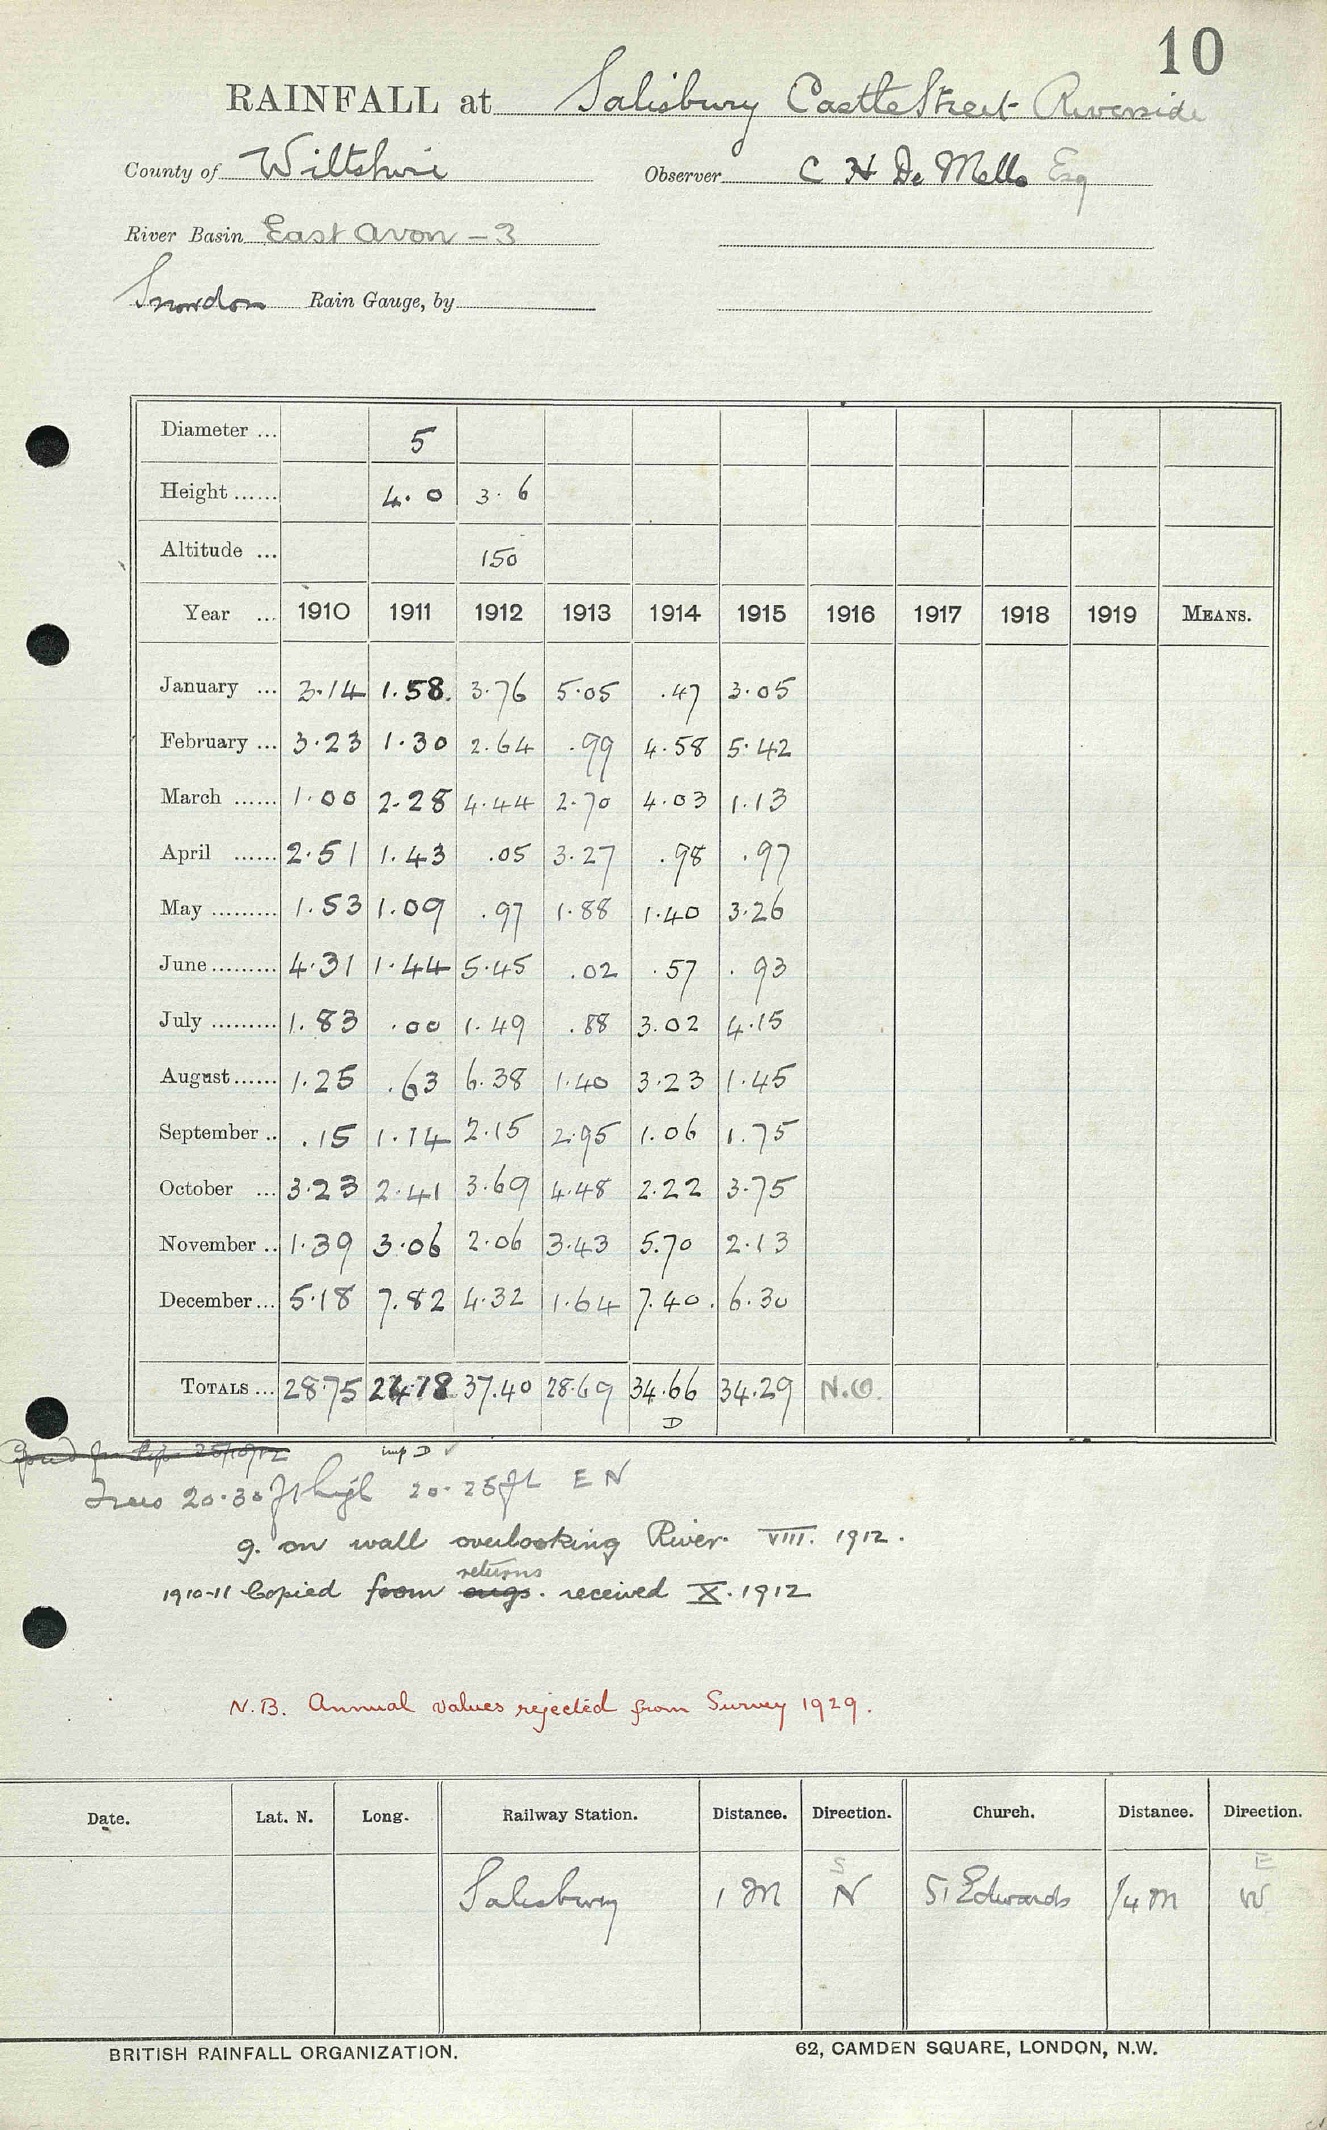 10
RAINFALL at Salisbury Castle Street Riverside
County of Wiltshire Observer C H De Mello Esq
River Basin East Avon - 3
Snowdon Rain Gauge, by
Diameter ... 5
Height ...... 4.0 3.6
Altitude ... 150
Year ... 1910 1911 1912 1913 1914 1915 1916 1917 1918 1919 MEANS.
January ... 3.14 1.58 3.76 5.05 .47 3.05
February ... 3.23 1.30 2.64 .99 4.58 5.42
March ...... 1.00 2.28 4.44 2.70 4.03 1.13
April ...... 2.51 1.43 .05 3.27 .98 .97
May ......... 1.53 1.09 .97 1.88 1.40 3.26
June ......... 4.31 1.44 5.45 .02 .57 .93
July ......... 1.83 .00 1.49 .88 3.02 4.15
August ...... 1.25 .63 6.38 1.40 3.23 1.45
September .. .15 1.14 2.15 2.95 1.06 1.75
October ... 3.23 2.41 3.69 4.48 2.22 3.75
November .. 1.39 3.06 2.06 3.43 5.70 2.13
December ... 5.18 7.82 4.32 1.64 7.40 6.30
TOTALS ... 28.75 24.18 37.40 28.69 34.66 34.29 N.O.
D
imp D ✓
Trees 20.30 ft high 20.25 ft E N
g. on wall overlooking River. VIII. 1912.
returns
1910-11 Copied from received X. 1912
N.B. Annual values rejected from Survey 1929.
Date. Lat. N. Long. Railway Station. Distance. Direction. Church. Distance. Direction.
S E
Salisbury 1 M N St Edwards 1/4 M W
BRITISH RAINFALL ORGANIZATION. 62, CAMDEN SQUARE, LONDON, N.W.